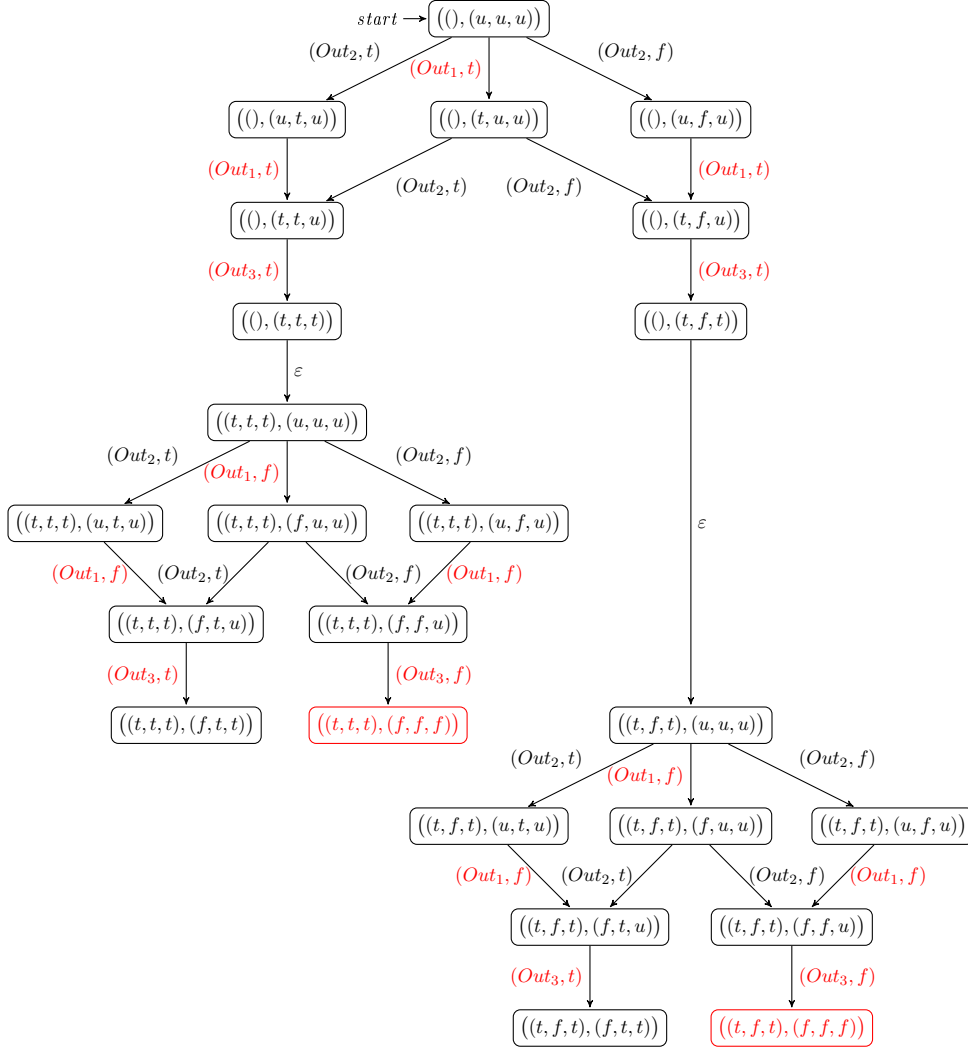 start ((), (u, u, u))
(Out₂, t) (Out₁, t) (Out₂, f)
((), (u, t, u)) ((), (t, u, u)) ((), (u, f, u))
(Out₁, t) (Out₂, t) (Out₂, f) (Out₁, t)
((), (t, t, u)) ((), (t, f, u))
(Out₃, t) (Out₃, t)
((), (t, t, t)) ((), (t, f, t))
ε
((t, t, t), (u, u, u))
(Out₂, t) (Out₁, f) (Out₂, f)
((t, t, t), (u, t, u)) ((t, t, t), (f, u, u)) ((t, t, t), (u, f, u)) ε
(Out₁, f) (Out₂, t) (Out₂, f) (Out₁, f)
((t, t, t), (f, t, u)) ((t, t, t), (f, f, u))
(Out₃, t) (Out₃, f)
((t, t, t), (f, t, t)) ((t, t, t), (f, f, f)) ((t, f, t), (u, u, u))
(Out₂, t) (Out₁, f) (Out₂, f)
((t, f, t), (u, t, u)) ((t, f, t), (f, u, u)) ((t, f, t), (u, f, u))
(Out₁, f) (Out₂, t) (Out₂, f) (Out₁, f)
((t, f, t), (f, t, u)) ((t, f, t), (f, f, u))
(Out₃, t) (Out₃, f)
((t, f, t), (f, t, t)) ((t, f, t), (f, f, f))